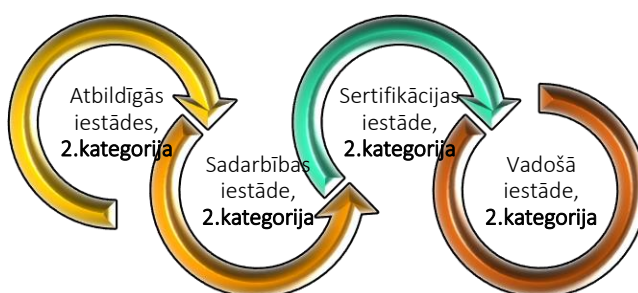 Atbildīgās
iestādes,
2.kategorija
Sadarbības
iestāde,
2.kategorija
Sertifikācijas
iestāde,
2.kategorija
Vadošā
iestāde,
2.kategorija